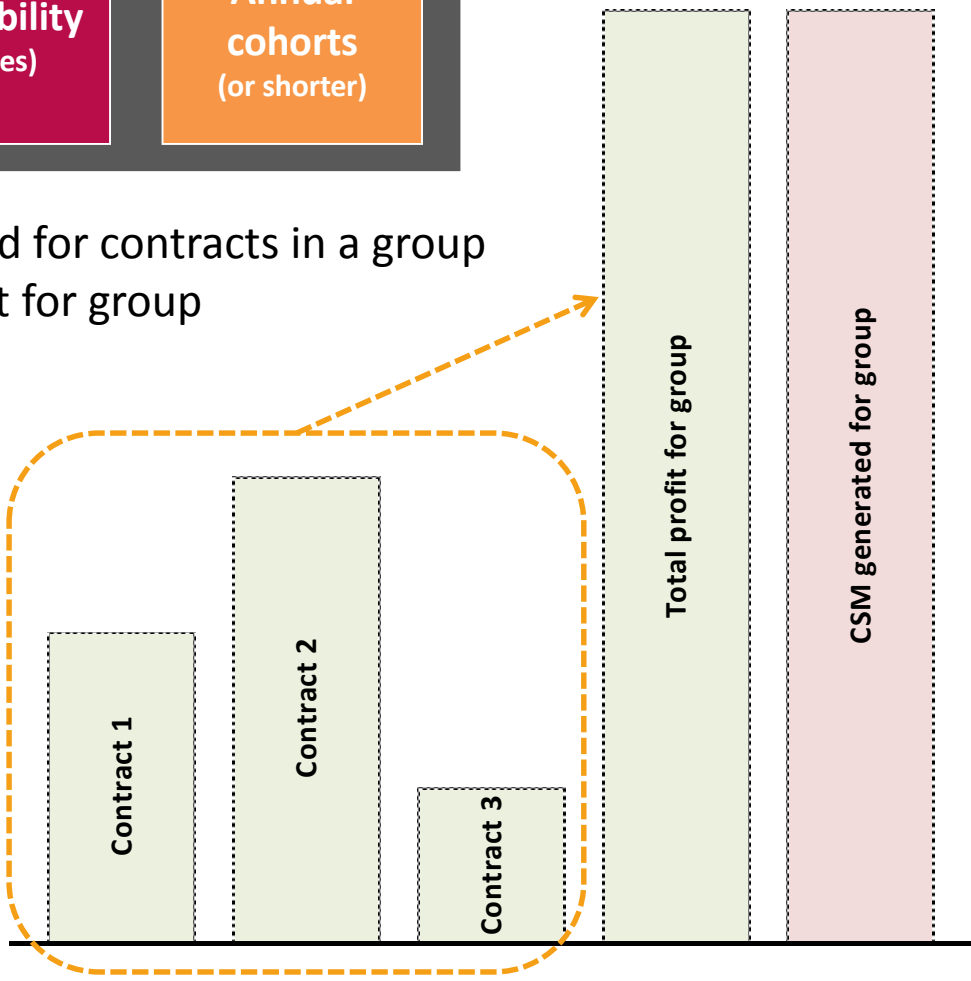 bility
es)
Annual
cohorts
(or shorter)
d for contracts in a group
t for group
Contract 1
Contract 2
Contract 3
Total profit for group
CSM generated for group